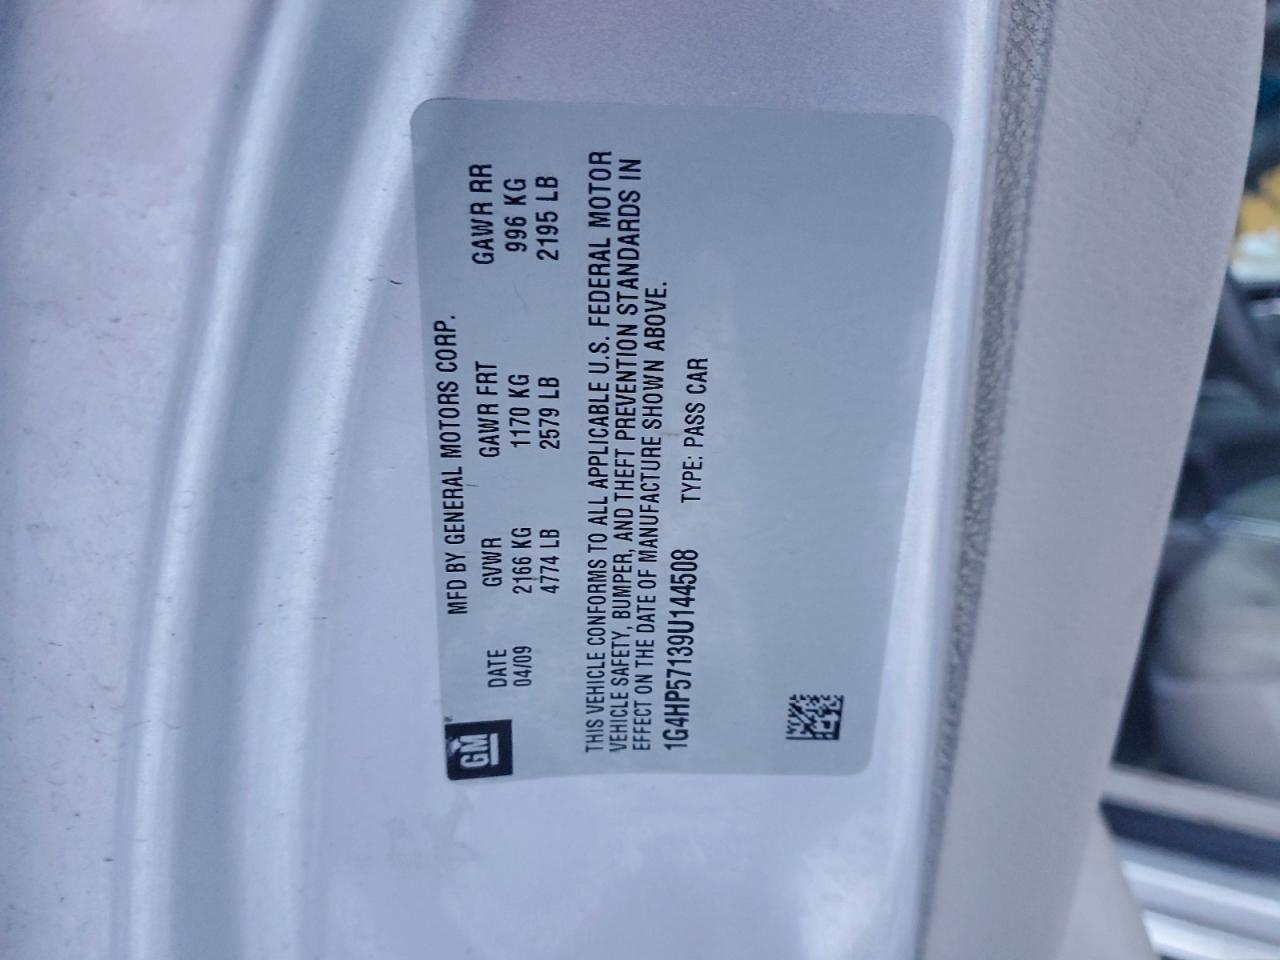 GM
MFD BY GENERAL MOTORS CORP.
DATE GVWR GAWR FRT GAWR RR
04/09 2166 KG 1170 KG 996 KG
4774 LB 2579 LB 2195 LB
THIS VEHICLE CONFORMS TO ALL APPLICABLE U.S. FEDERAL MOTOR
VEHICLE SAFETY, BUMPER, AND THEFT PREVENTION STANDARDS IN
EFFECT ON THE DATE OF MANUFACTURE SHOWN ABOVE.
1G4HP57139U144508 TYPE: PASS CAR